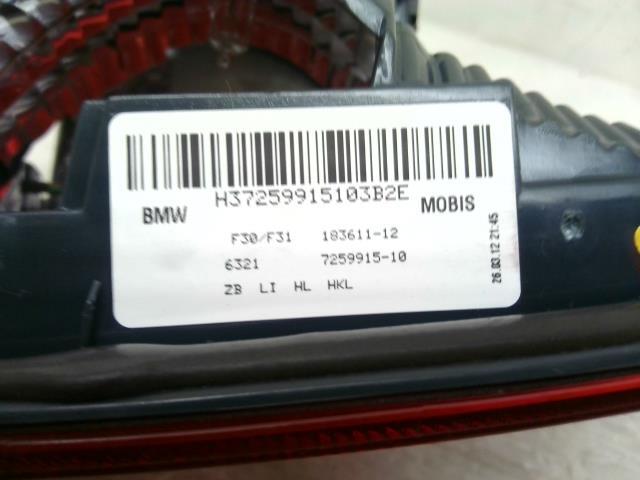 H37259915103B2E
BMW MOBIS
F30/F31 183611-12
6321 7259915-10
ZB LI HL HKL
26.03.12 21:45